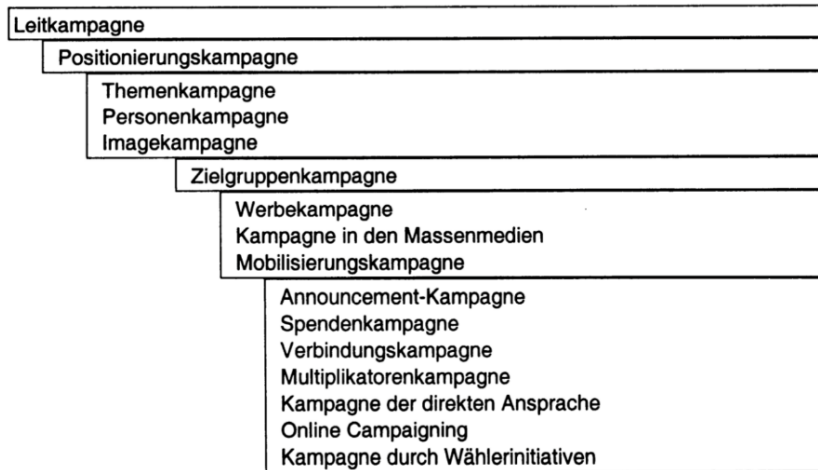 Leitkampagne
Positionierungskampagne
Themenkampagne
Personenkampagne
Imagekampagne
Zielgruppenkampagne
Werbekampagne
Kampagne in den Massenmedien
Mobilisierungskampagne
Announcement-Kampagne
Spendenkampagne
Verbindungskampagne
Multiplikatorenkampagne
Kampagne der direkten Ansprache
Online Campaigning
Kampagne durch Wählerinitiativen